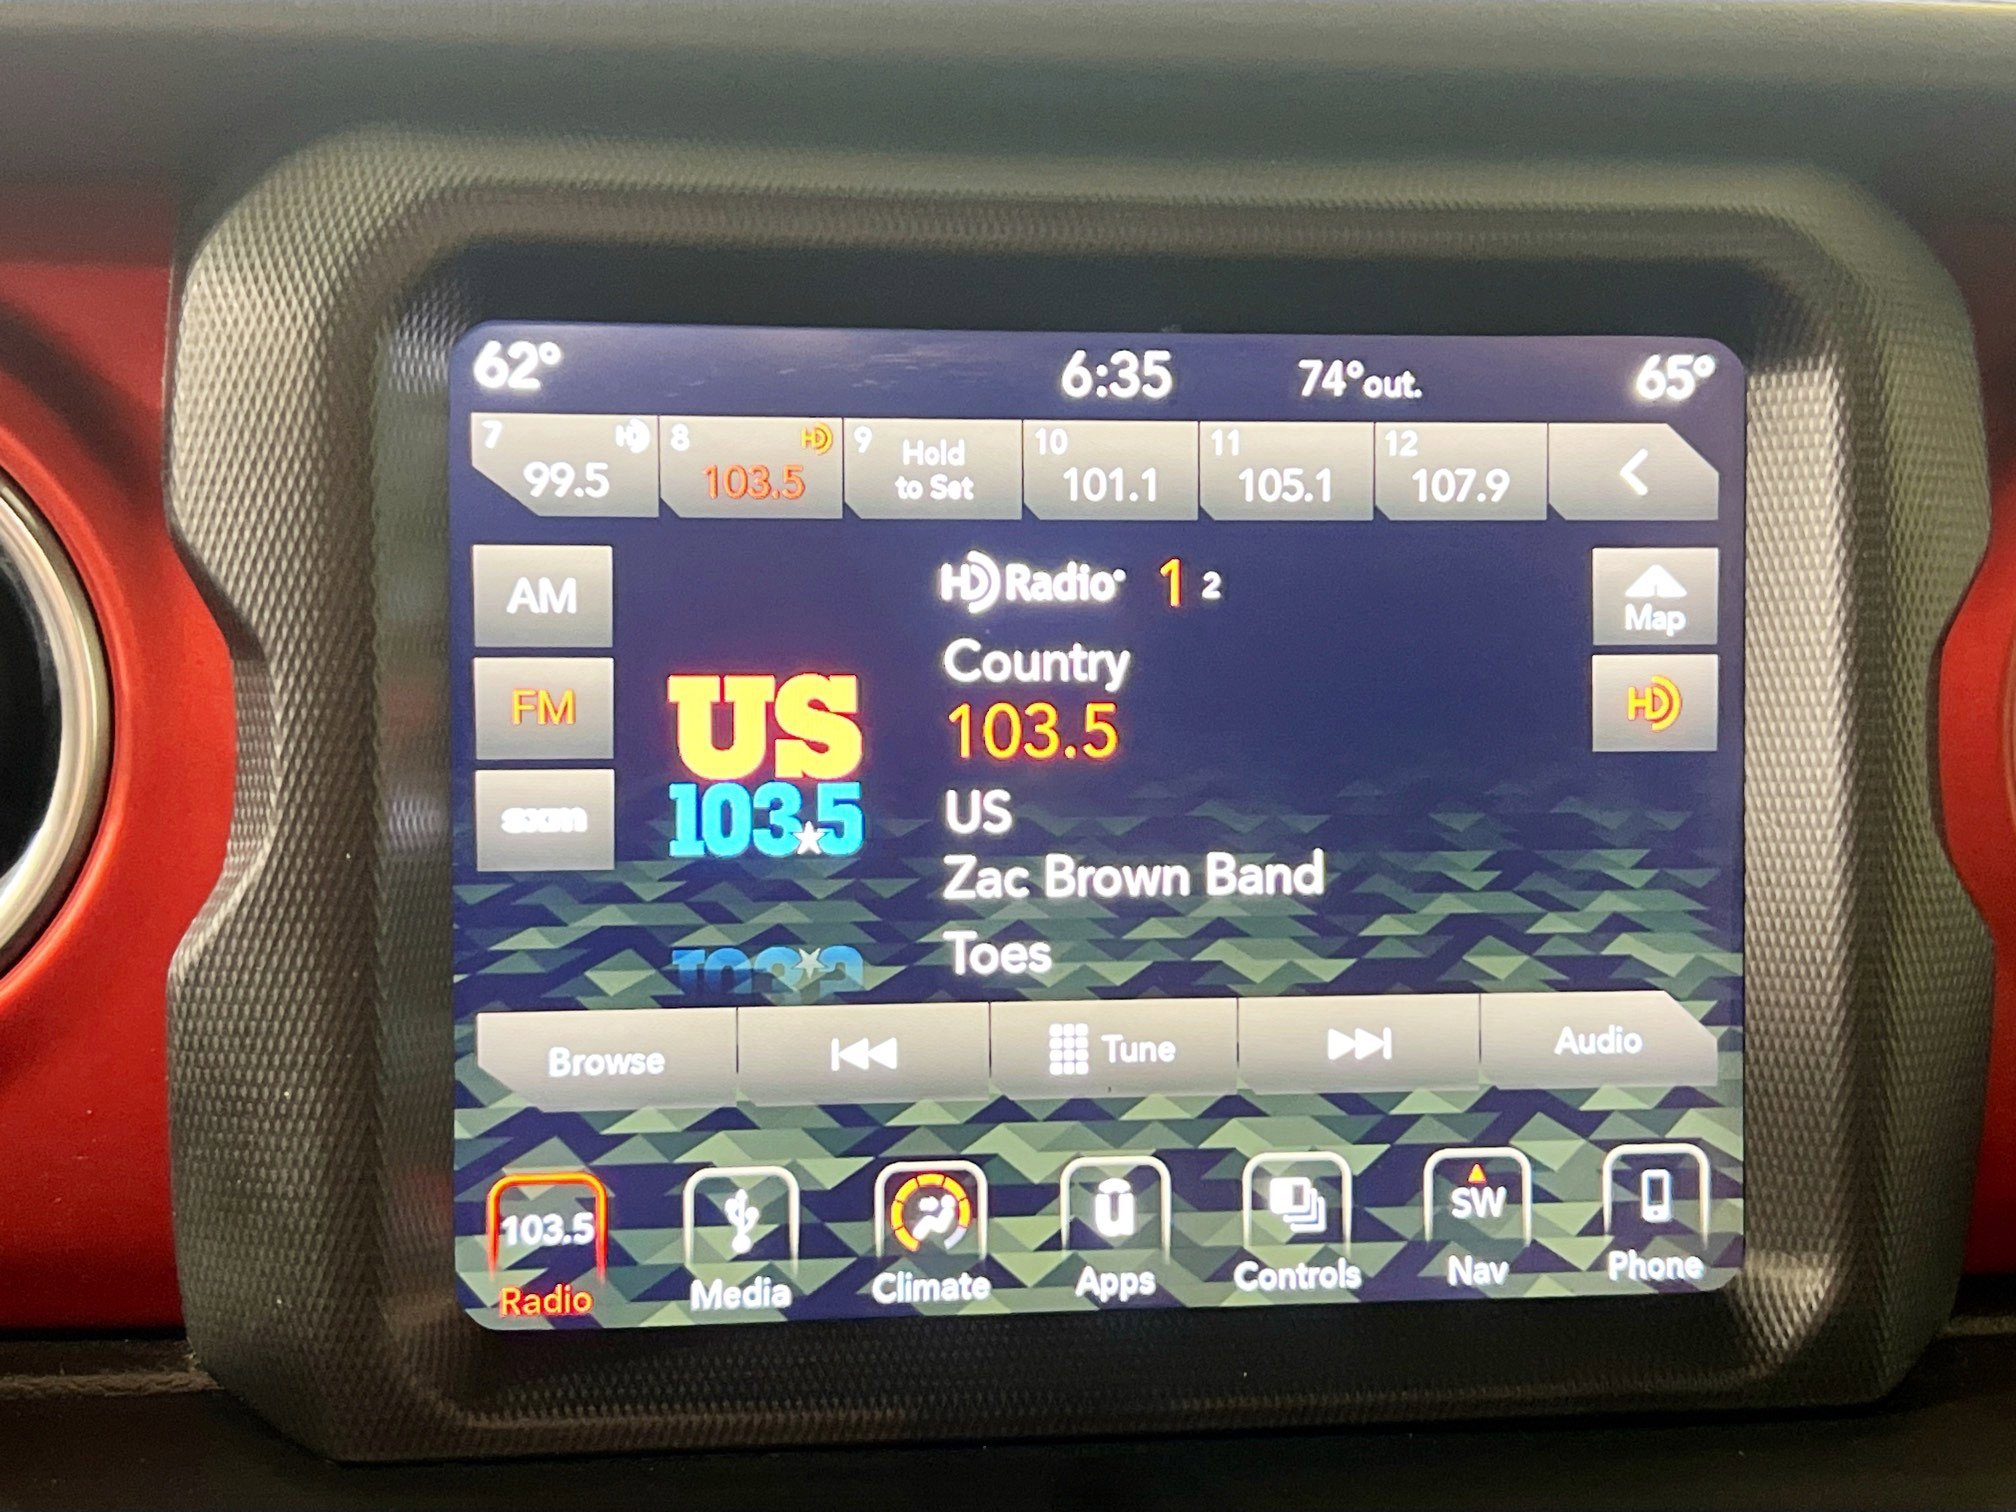 62° 6:35 74°out. 65°
7 HD 99.5
8 HD 103.5
9 Hold to Set
10 101.1
11 105.1
12 107.9
AM
FM
sxm
US
103.5
HD Radio 1 2
Country
103.5
US
Zac Brown Band
Toes
Map
HD
Browse Tune Audio
103.5 SW
Radio Media Climate Apps Controls Nav Phone